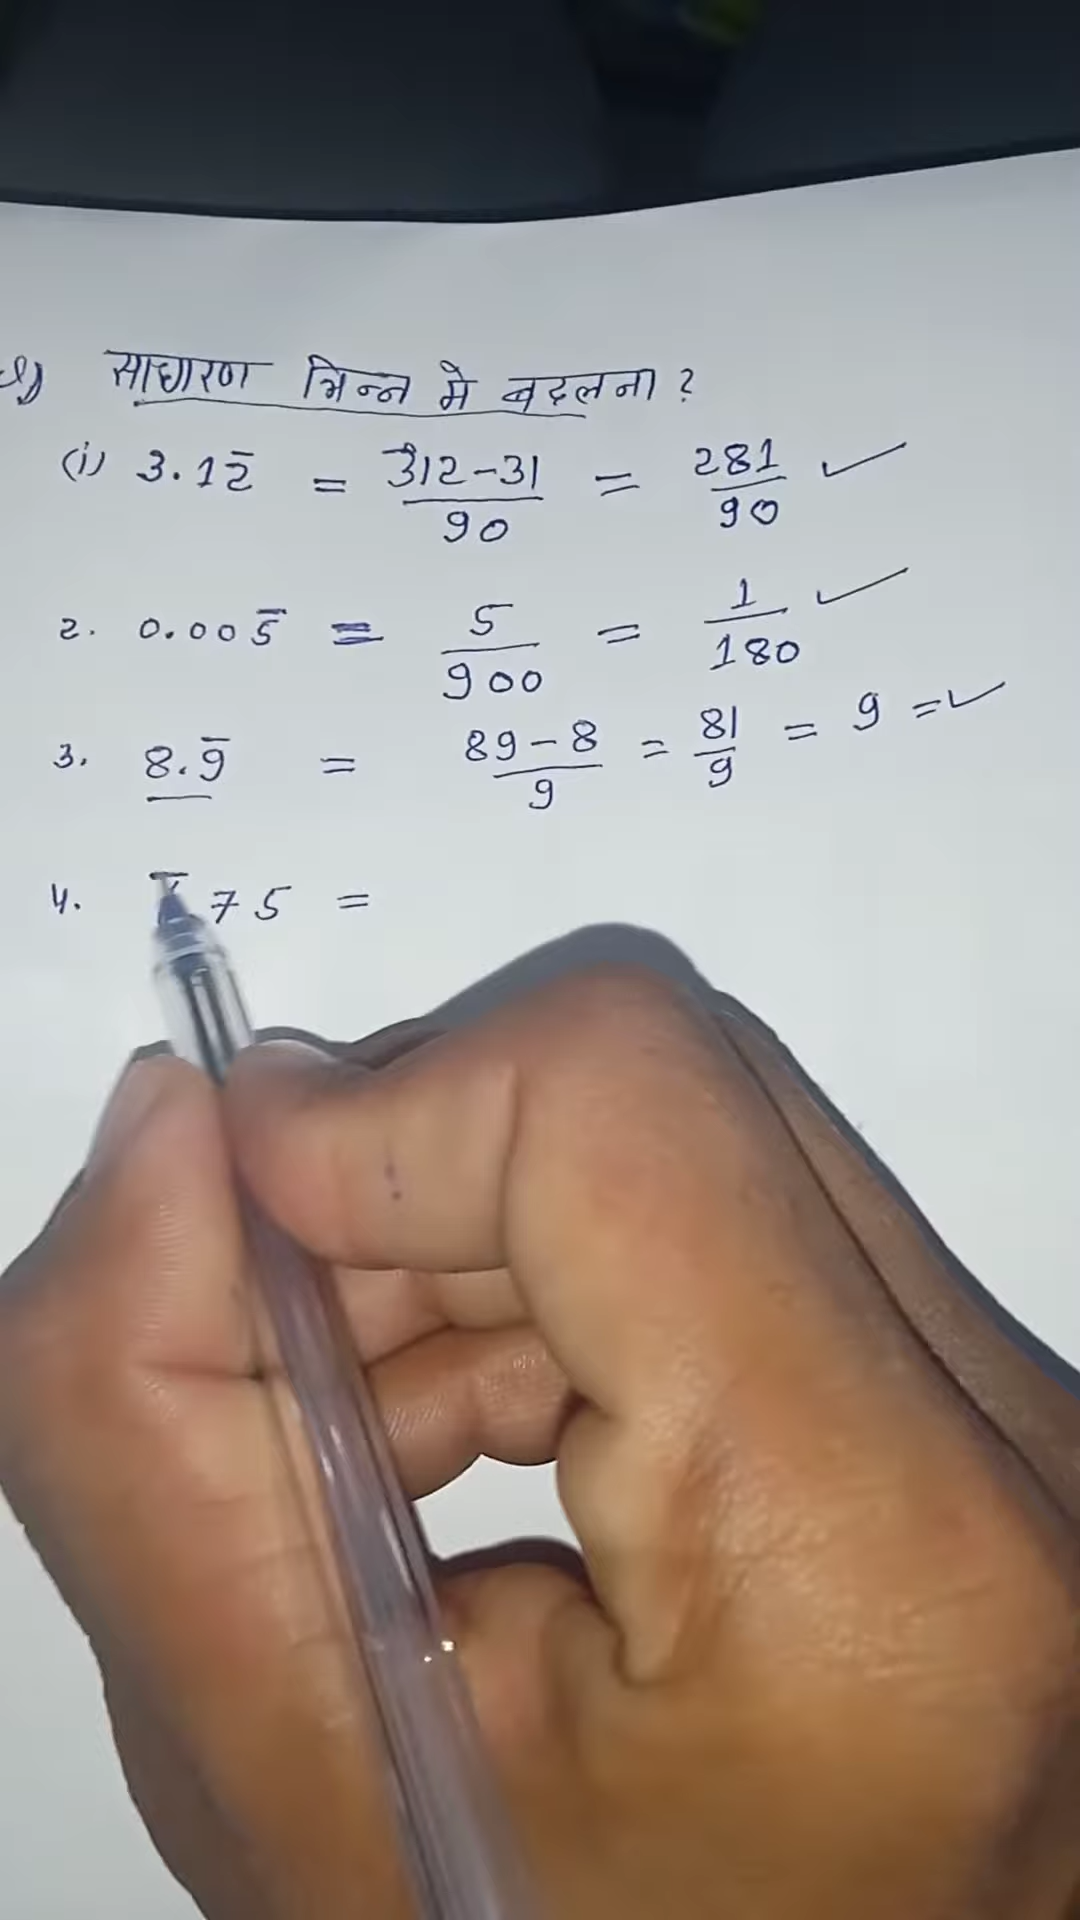 साधारण भिन्न मे बदलना ?
(i) 3.12̄ = 312-31/90 = 281/90 ✓
2. 0.005̄ = 5/900 = 1/180 ✓
3. 8.9̄ = 89-8/9 = 81/9 = 9 = ✓
4. 75 =